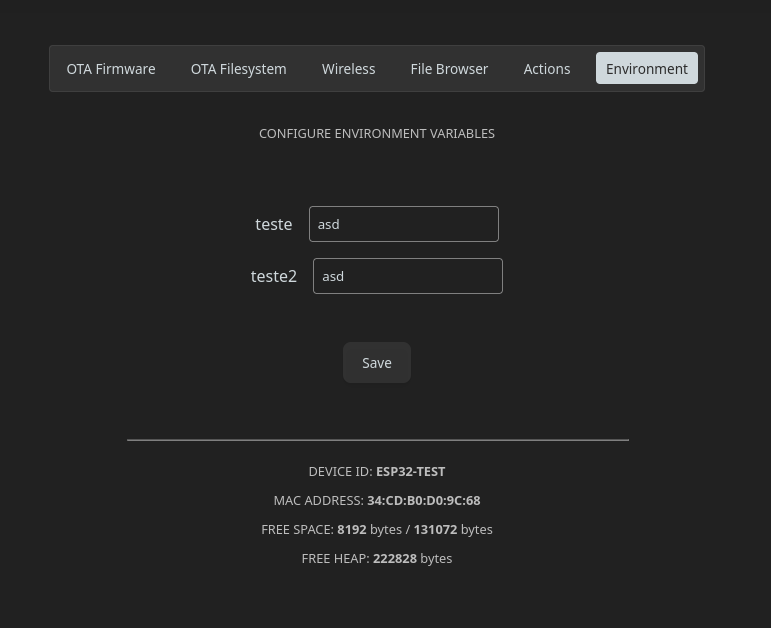 OTA Firmware OTA Filesystem Wireless File Browser Actions Environment
CONFIGURE ENVIRONMENT VARIABLES
teste asd
teste2 asd
Save
DEVICE ID: ESP32-TEST
MAC ADDRESS: 34:CD:B0:D0:9C:68
FREE SPACE: 8192 bytes / 131072 bytes
FREE HEAP: 222828 bytes